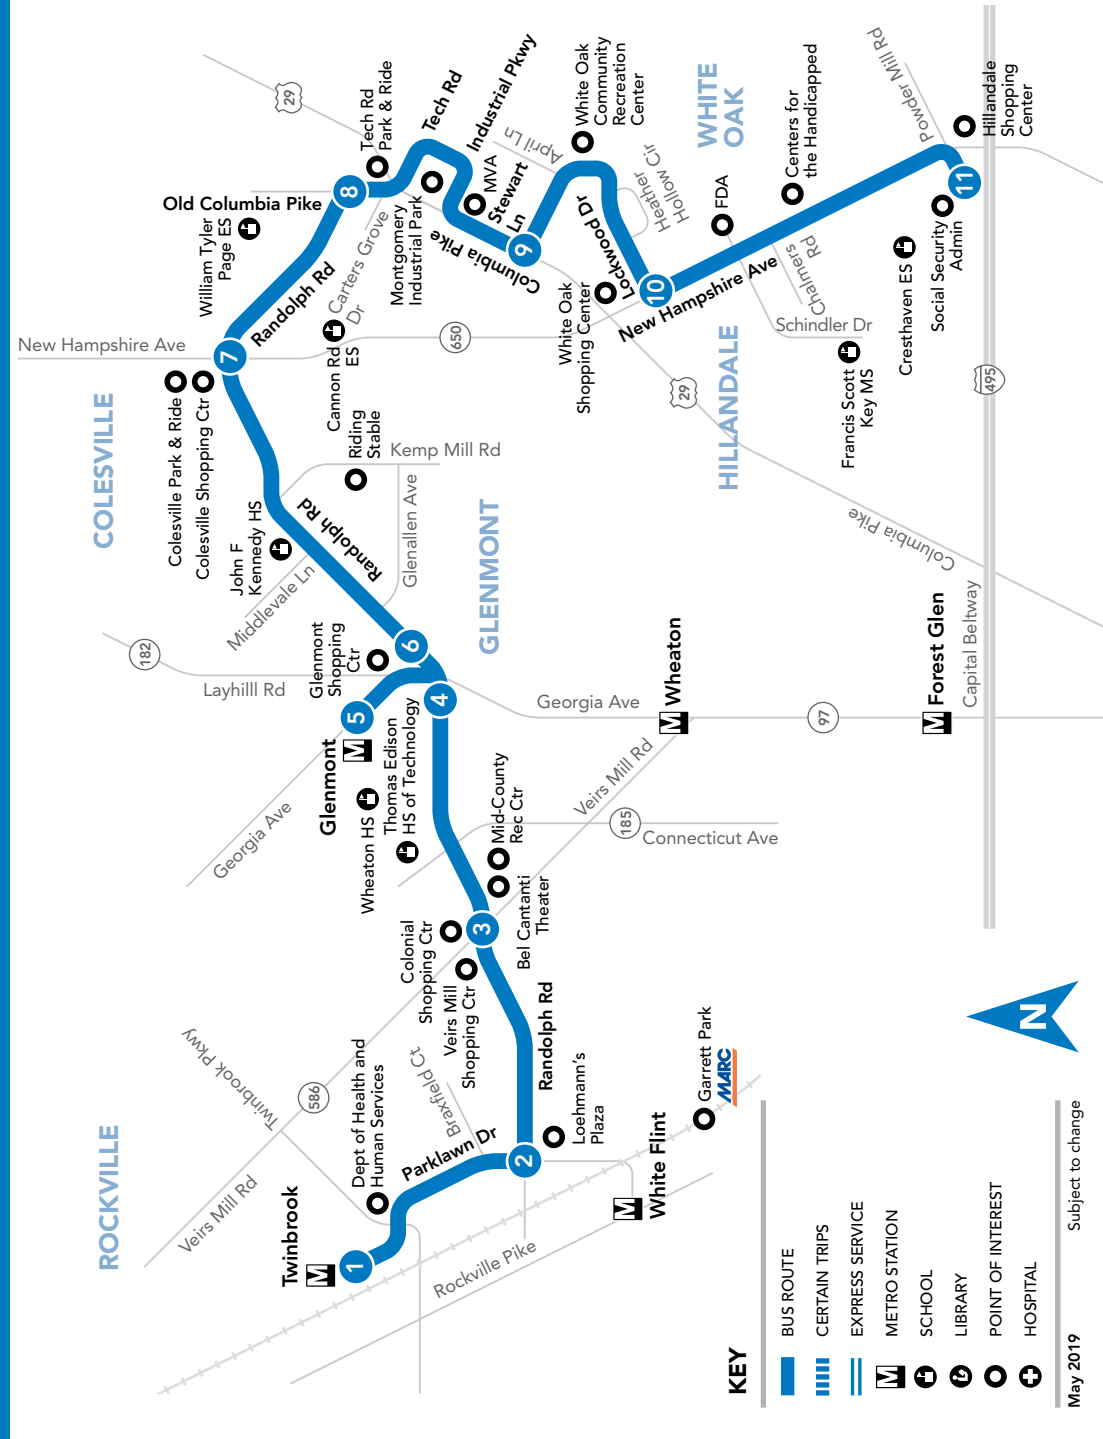 ROCKVILLE
COLESVILLE
GLENMONT
HILLANDALE
WHITE
OAK
Twinbrook
M
1
Dept of Health and
Human Services
Veirs Mill Rd
Twinbrook Pkwy
586
Rockville Pike
Parklawn Dr
Braxfield Ct
2
Loehmann's
Plaza
M
White Flint
Garrett Park
MARC
Randolph Rd
Veirs Mill
Shopping Ctr
Colonial
Shopping Ctr
3
Bel Cantanti
Theater
Mid-County
Rec Ctr
185
Connecticut Ave
Veirs Mill Rd
Wheaton HS
Thomas Edison
HS of Technology
Georgia Ave
Glenmont
M
5
4
6
Glenmont
Shopping
Ctr
Layhilll Rd
182
Georgia Ave
M
Wheaton
97
M
Forest Glen
Capital Beltway
495
Middlevale Ln
John F
Kennedy HS
Randolph Rd
Glenallen Ave
Kemp Mill Rd
Riding
Stable
Colesville Park & Ride
Colesville Shopping Ctr
New Hampshire Ave
7
Randolph Rd
Cannon Rd
ES
Carters Grove
Dr
650
William Tyler
Page ES
Old Columbia Pike
8
29
Tech Rd
Park & Ride
Tech Rd
Montgomery
Industrial Park
Industrial Pkwy
MVA
Stewart
Ln
Columbia Pike
9
April Ln
White Oak
Community
Recreation
Center
Lockwood Dr
Heather
Hollow Cir
White Oak
Shopping Center
10
New Hampshire Ave
29
Columbia Pike
FDA
Centers for
the Handicapped
Chalmers
Rd
Schindler Dr
Francis Scott
Key MS
Cresthaven ES
Social Security
Admin
11
Powder Mill Rd
Hillandale
Shopping
Center
N
KEY
BUS ROUTE
CERTAIN TRIPS
EXPRESS SERVICE
M
METRO STATION
SCHOOL
LIBRARY
POINT OF INTEREST
HOSPITAL
May 2019
Subject to change